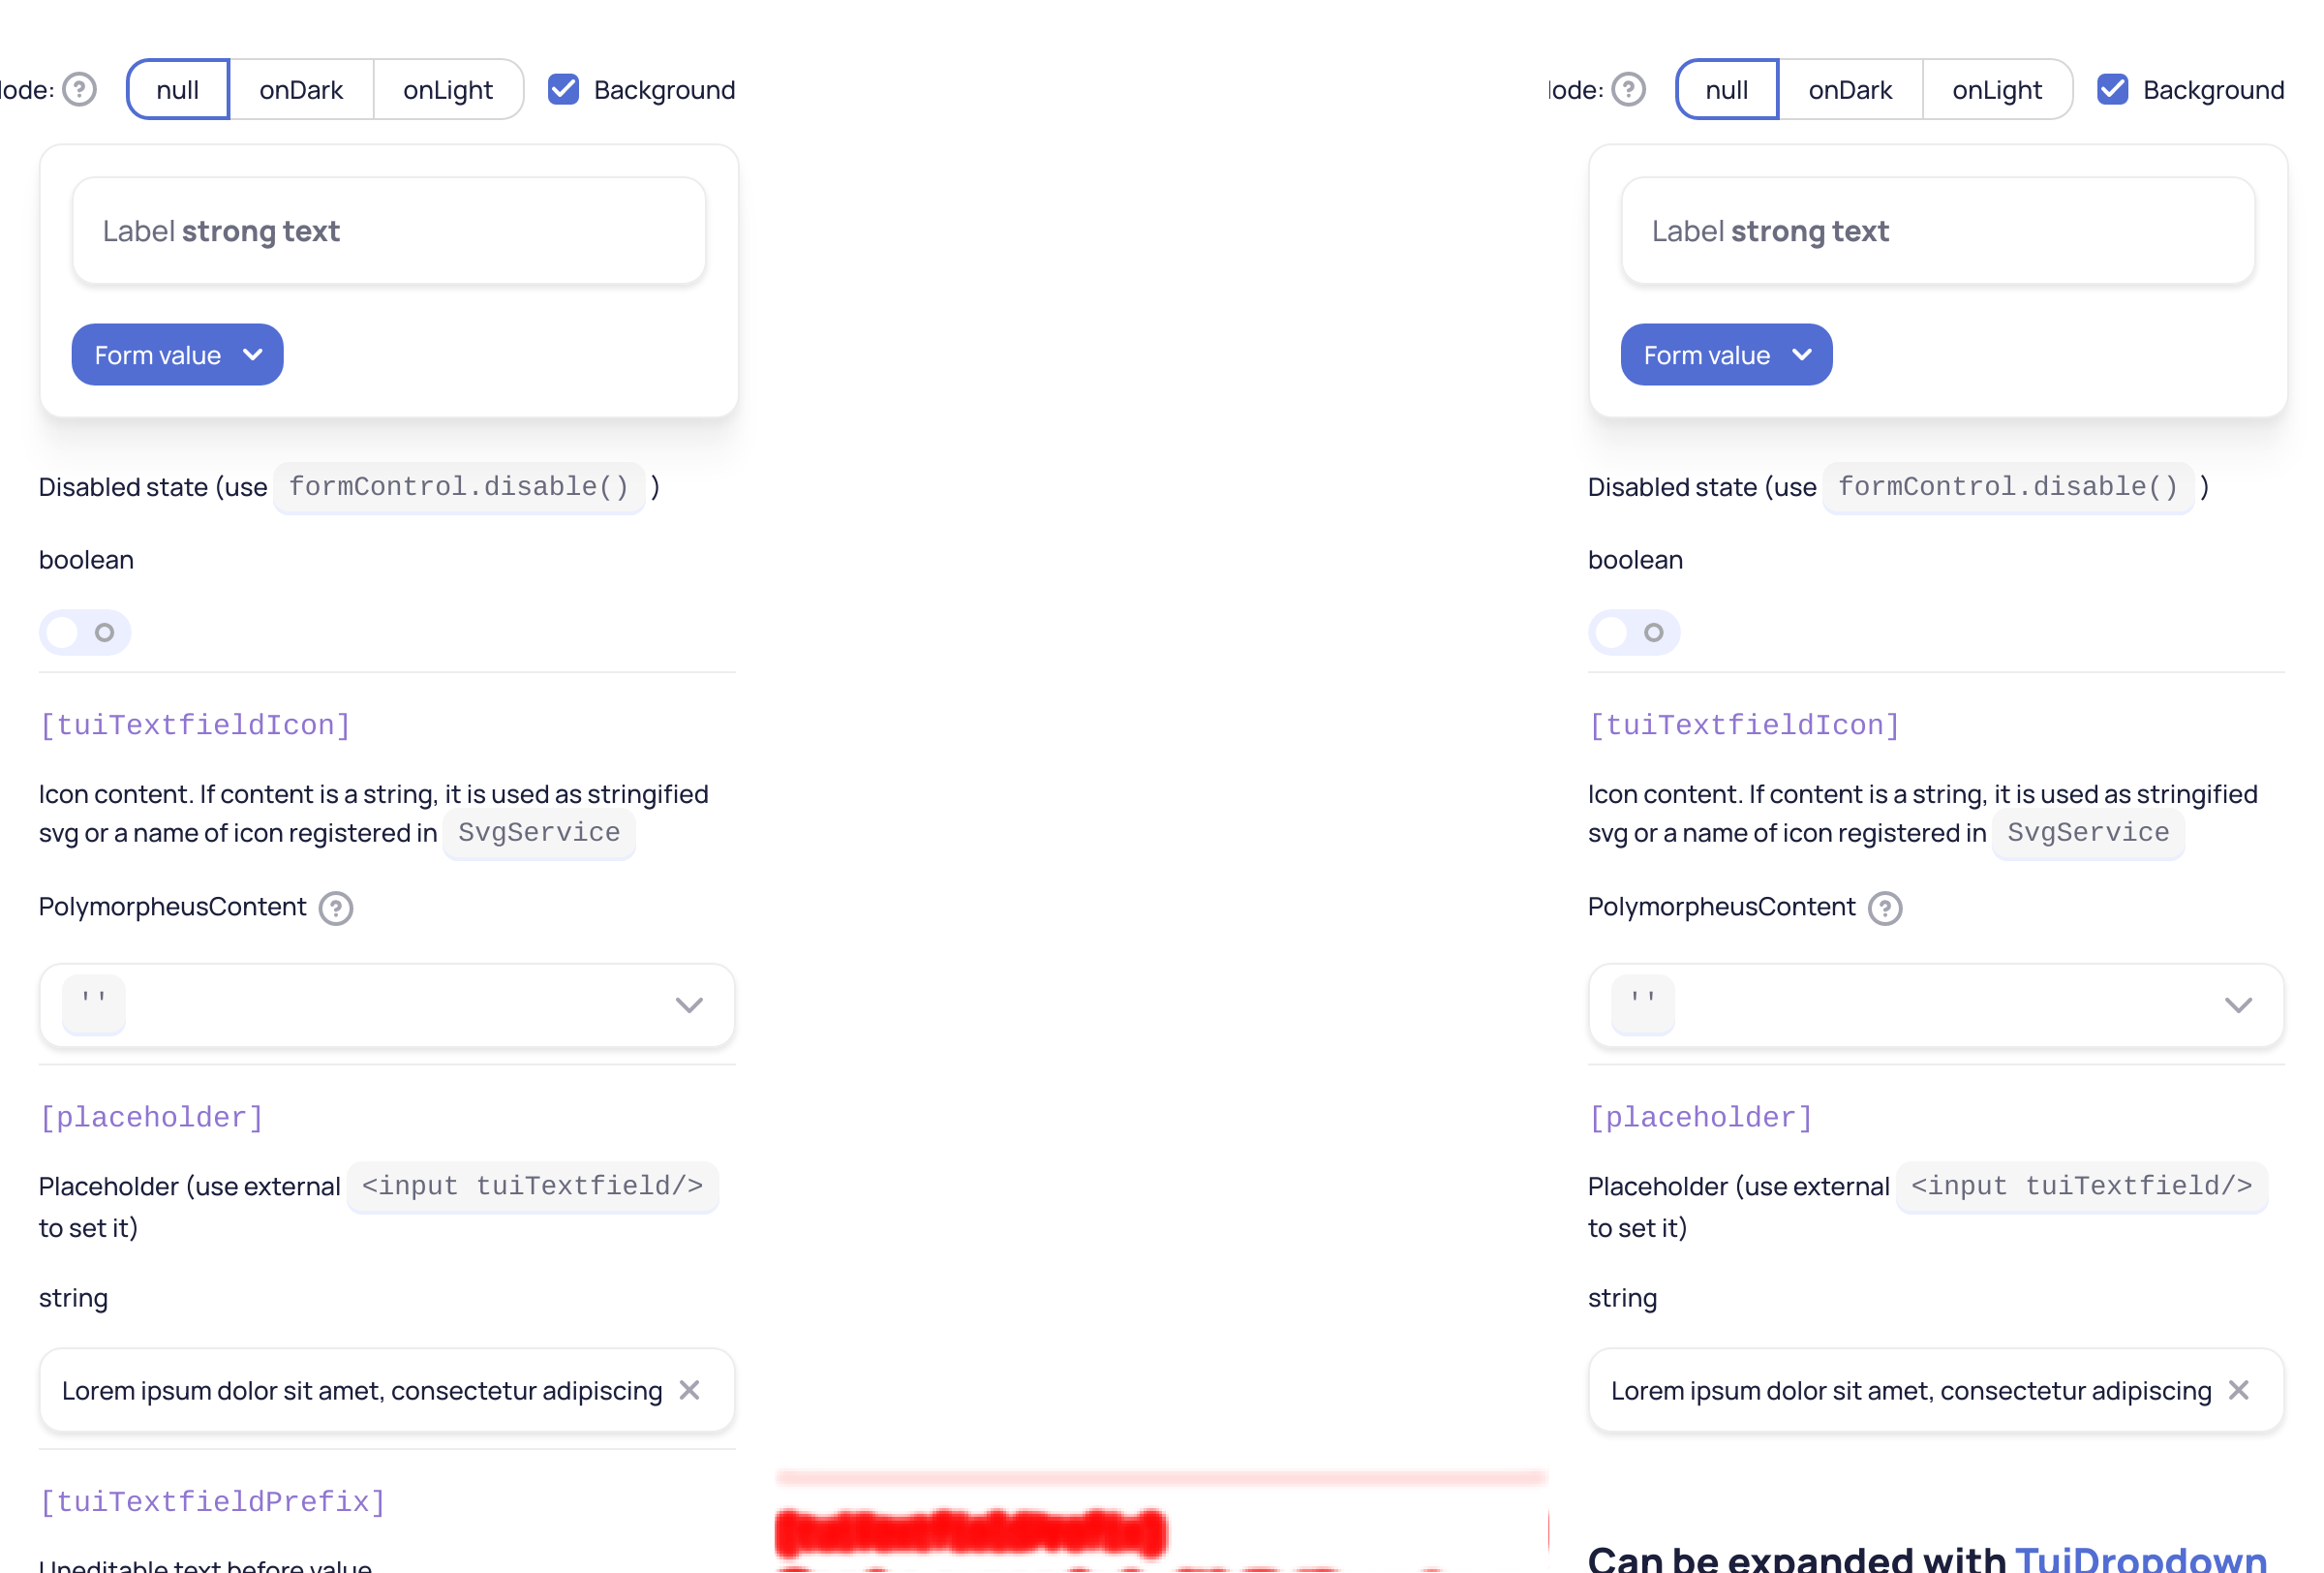 lode: ? null onDark onLight Background
Label strong text
Form value
Disabled state (use formControl.disable() )
boolean
[tuiTextfieldIcon]
Icon content. If content is a string, it is used as stringified
svg or a name of icon registered in SvgService
PolymorpheusContent ?
''
[placeholder]
Placeholder (use external <input tuiTextfield/>
to set it)
string
Lorem ipsum dolor sit amet, consectetur adipiscing
[tuiTextfieldPrefix]
Uneditable text before value
lode: ? null onDark onLight Background
Label strong text
Form value
Disabled state (use formControl.disable() )
boolean
[tuiTextfieldIcon]
Icon content. If content is a string, it is used as stringified
svg or a name of icon registered in SvgService
PolymorpheusContent ?
''
[placeholder]
Placeholder (use external <input tuiTextfield/>
to set it)
string
Lorem ipsum dolor sit amet, consectetur adipiscing
Can be expanded with TuiDropdown